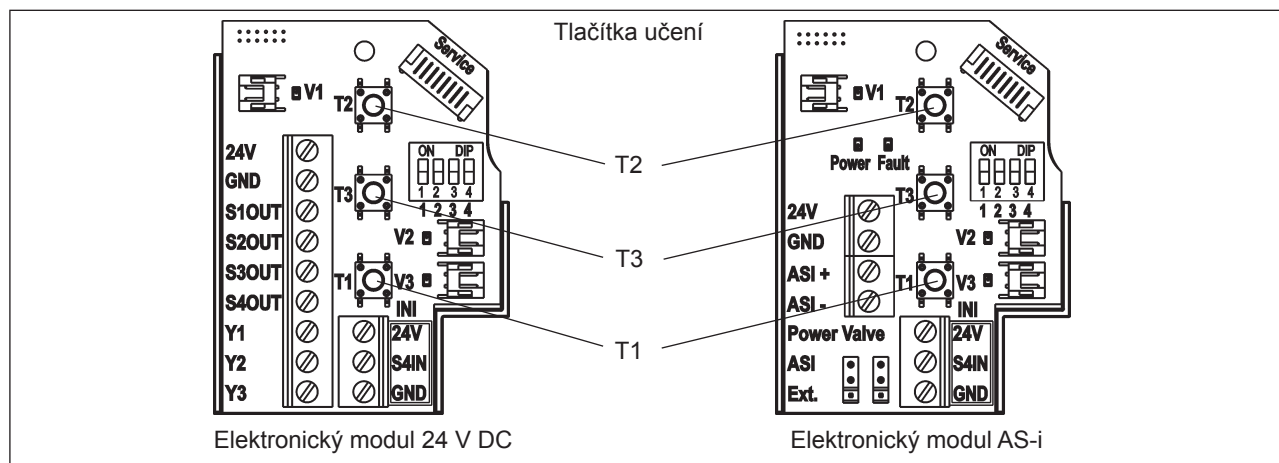 Tlačítka učení
Service
V1
T2
24V
GND
S1OUT
S2OUT
S3OUT
S4OUT
Y1
Y2
Y3
T3
T1
ON DIP
1 2 3 4
1 2 3 4
V2
V3
INI
24V
S4IN
GND
Elektronický modul 24 V DC
T2
T3
T1
Service
V1
T2
Power Fault
ON DIP
1 2 3 4
1 2 3 4
T3
24V
GND
ASI +
ASI -
V2
T1
V3
INI
Power Valve
ASI
Ext.
24V
S4IN
GND
Elektronický modul AS-i